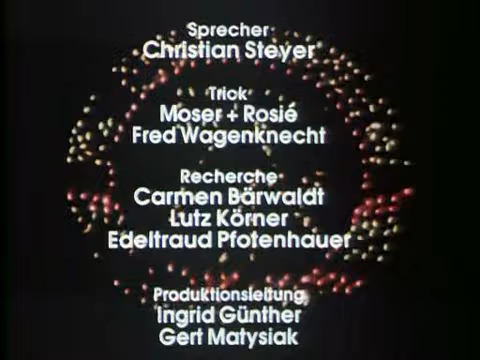 Sprecher
Christian Steyer
Trick
Moser + Rosié
Fred Wagenknecht
Recherche
Carmen Bärwaldt
Lutz Körner
Edeltraud Pfotenhauer
Produktionsleitung
Ingrid Günther
Gert Matysiak